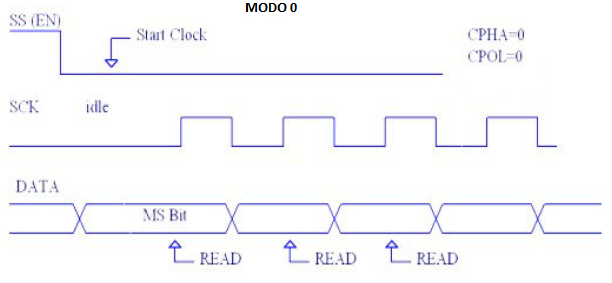 MODO 0
SS (EN)
Start Clock
CPHA=0
CPOL=0
SCK idle
DATA
MS Bit
READ READ READ